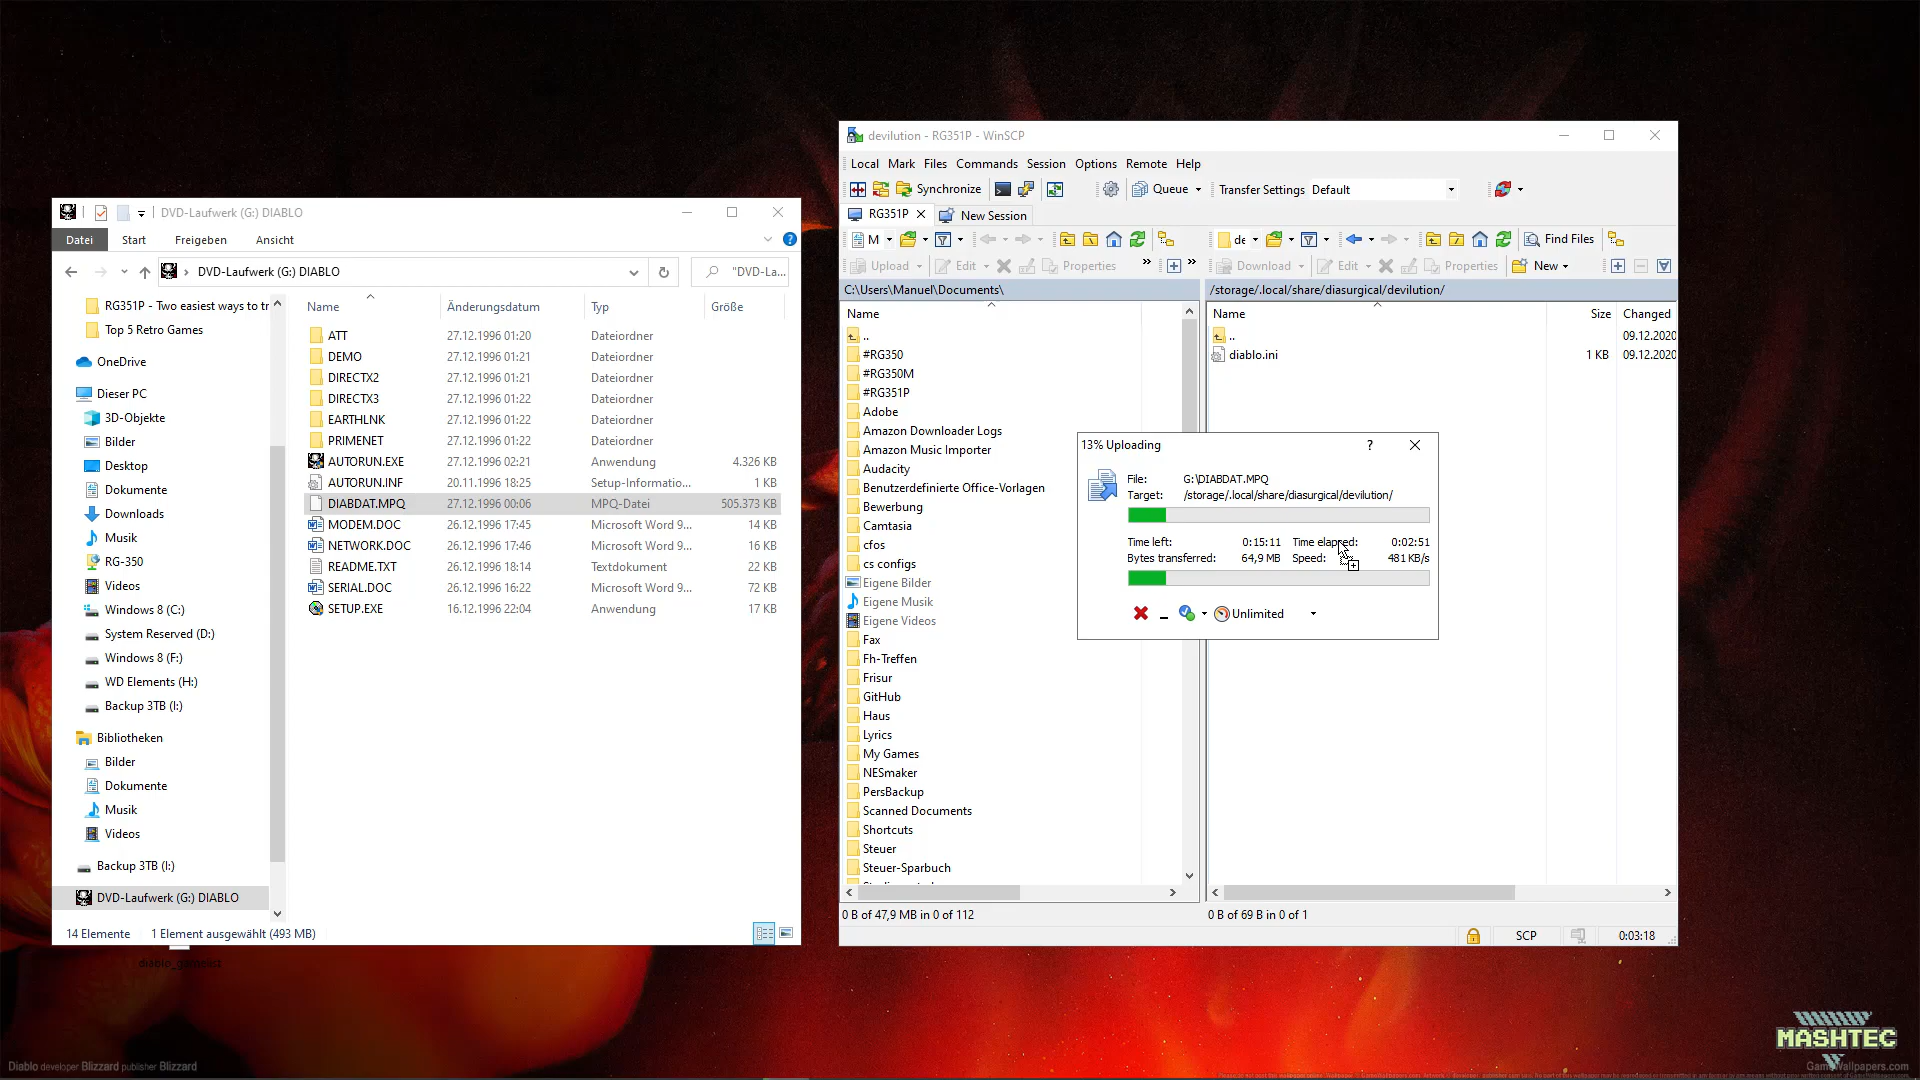 DVD-Laufwerk (G:) DIABLO
Datei Start Freigeben Ansicht
DVD-Laufwerk (G:) DIABLO
"DVD-La...
RG351P - Two easiest ways to tr
Top 5 Retro Games
OneDrive
Dieser PC
3D-Objekte
Bilder
Desktop
Dokumente
Downloads
Musik
RG-350
Videos
Windows 8 (C:)
System Reserved (D:)
Windows 8 (F:)
WD Elements (H:)
Backup 3TB (I:)
Bibliotheken
Bilder
Dokumente
Musik
Videos
Backup 3TB (I:)
DVD-Laufwerk (G:) DIABLO
Name Änderungsdatum Typ Größe
ATT 27.12.1996 01:20 Dateiordner
DEMO 27.12.1996 01:21 Dateiordner
DIRECTX2 27.12.1996 01:21 Dateiordner
DIRECTX3 27.12.1996 01:22 Dateiordner
EARTHLNK 27.12.1996 01:22 Dateiordner
PRIMENET 27.12.1996 01:22 Dateiordner
AUTORUN.EXE 27.12.1996 02:21 Anwendung 4.326 KB
AUTORUN.INF 20.11.1996 18:25 Setup-Informatio... 1 KB
DIABDAT.MPQ 27.12.1996 00:06 MPQ-Datei 505.373 KB
MODEM.DOC 26.12.1996 17:45 Microsoft Word 9... 14 KB
NETWORK.DOC 26.12.1996 17:46 Microsoft Word 9... 16 KB
README.TXT 26.12.1996 18:14 Textdokument 22 KB
SERIAL.DOC 26.12.1996 16:22 Microsoft Word 9... 72 KB
SETUP.EXE 16.12.1996 22:04 Anwendung 17 KB
14 Elemente 1 Element ausgewählt (493 MB)
diablo_gamelist
devilution - RG351P - WinSCP
Local Mark Files Commands Session Options Remote Help
Synchronize Queue Transfer Settings Default
RG351P New Session
M de Find Files
Upload Edit Properties » » Download Edit Properties New
C:\Users\Manuel\Documents\ /storage/.local/share/diasurgical/devilution/
Name
..
#RG350
#RG350M
#RG351P
Adobe
Amazon Downloader Logs
Amazon Music Importer
Audacity
Benutzerdefinierte Office-Vorlagen
Bewerbung
Camtasia
cfos
cs configs
Eigene Bilder
Eigene Musik
Eigene Videos
Fax
Fh-Treffen
Frisur
GitHub
Haus
Lyrics
My Games
NESmaker
PersBackup
Scanned Documents
Shortcuts
Steuer
Steuer-Sparbuch
Name Size Changed
.. 09.12.2020
diablo.ini 1 KB 09.12.2020
13% Uploading ?
File: G:\DIABDAT.MPQ
Target: /storage/.local/share/diasurgical/devilution/
Time left: 0:15:11 Time elapsed: 0:02:51
Bytes transferred: 64,9 MB Speed: 481 KB/s
Unlimited
0 B of 47,9 MB in 0 of 112 0 B of 69 B in 0 of 1
SCP 0:03:18
MASHTEC
Diablo developer Blizzard publisher Blizzard
GameWallpapers.com